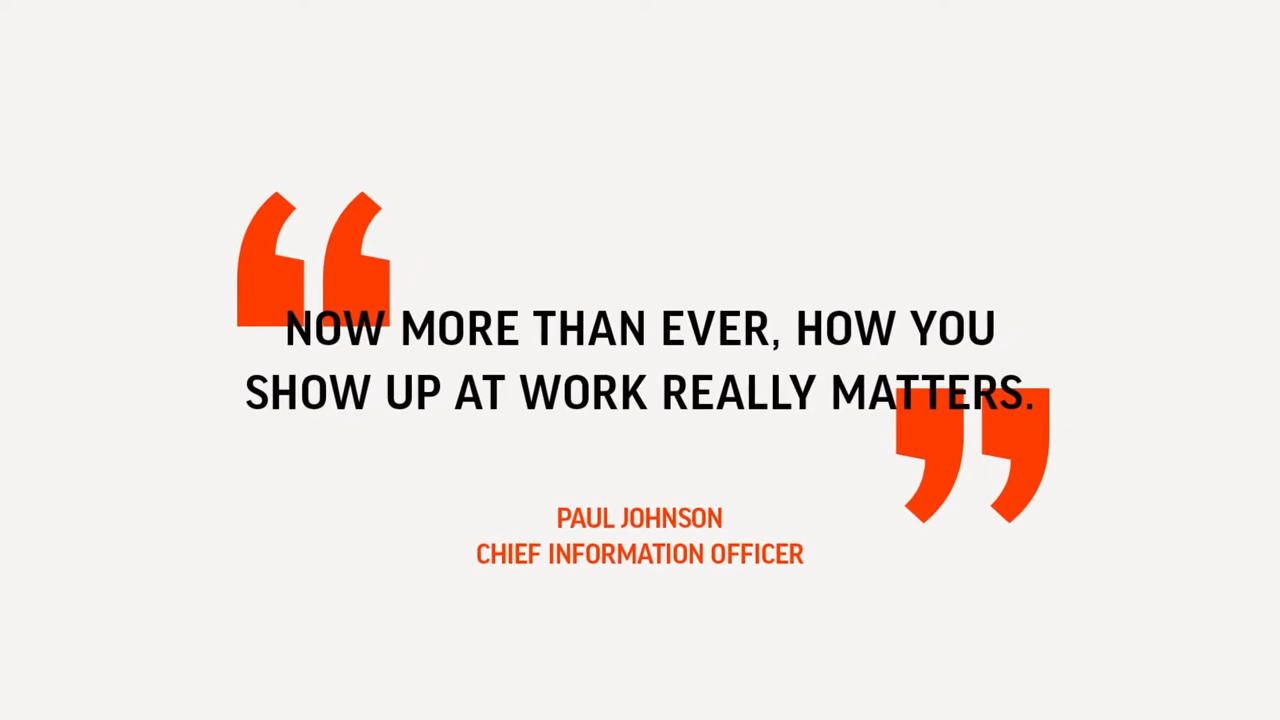 NOW MORE THAN EVER, HOW YOU
SHOW UP AT WORK REALLY MATTERS.
PAUL JOHNSON
CHIEF INFORMATION OFFICER